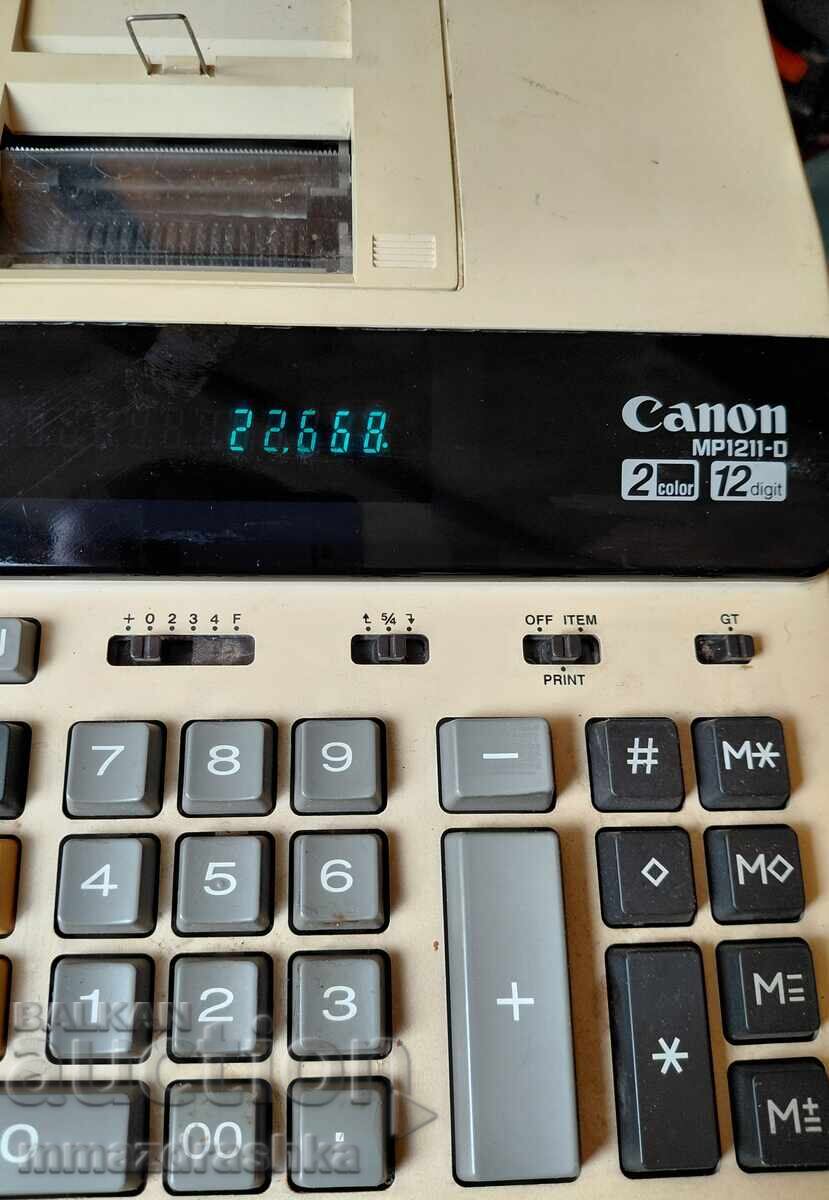 22,668.
Canon
MP1211-D
2 color 12 digit
+ 0 2 3 4 F
5/4
OFF ITEM
PRINT
GT
7 8 9 − # M*
4 5 6 ◇ M◇
1 2 3 + * M=
0 00 . M±
BALKAN
auction
mmazdrashka